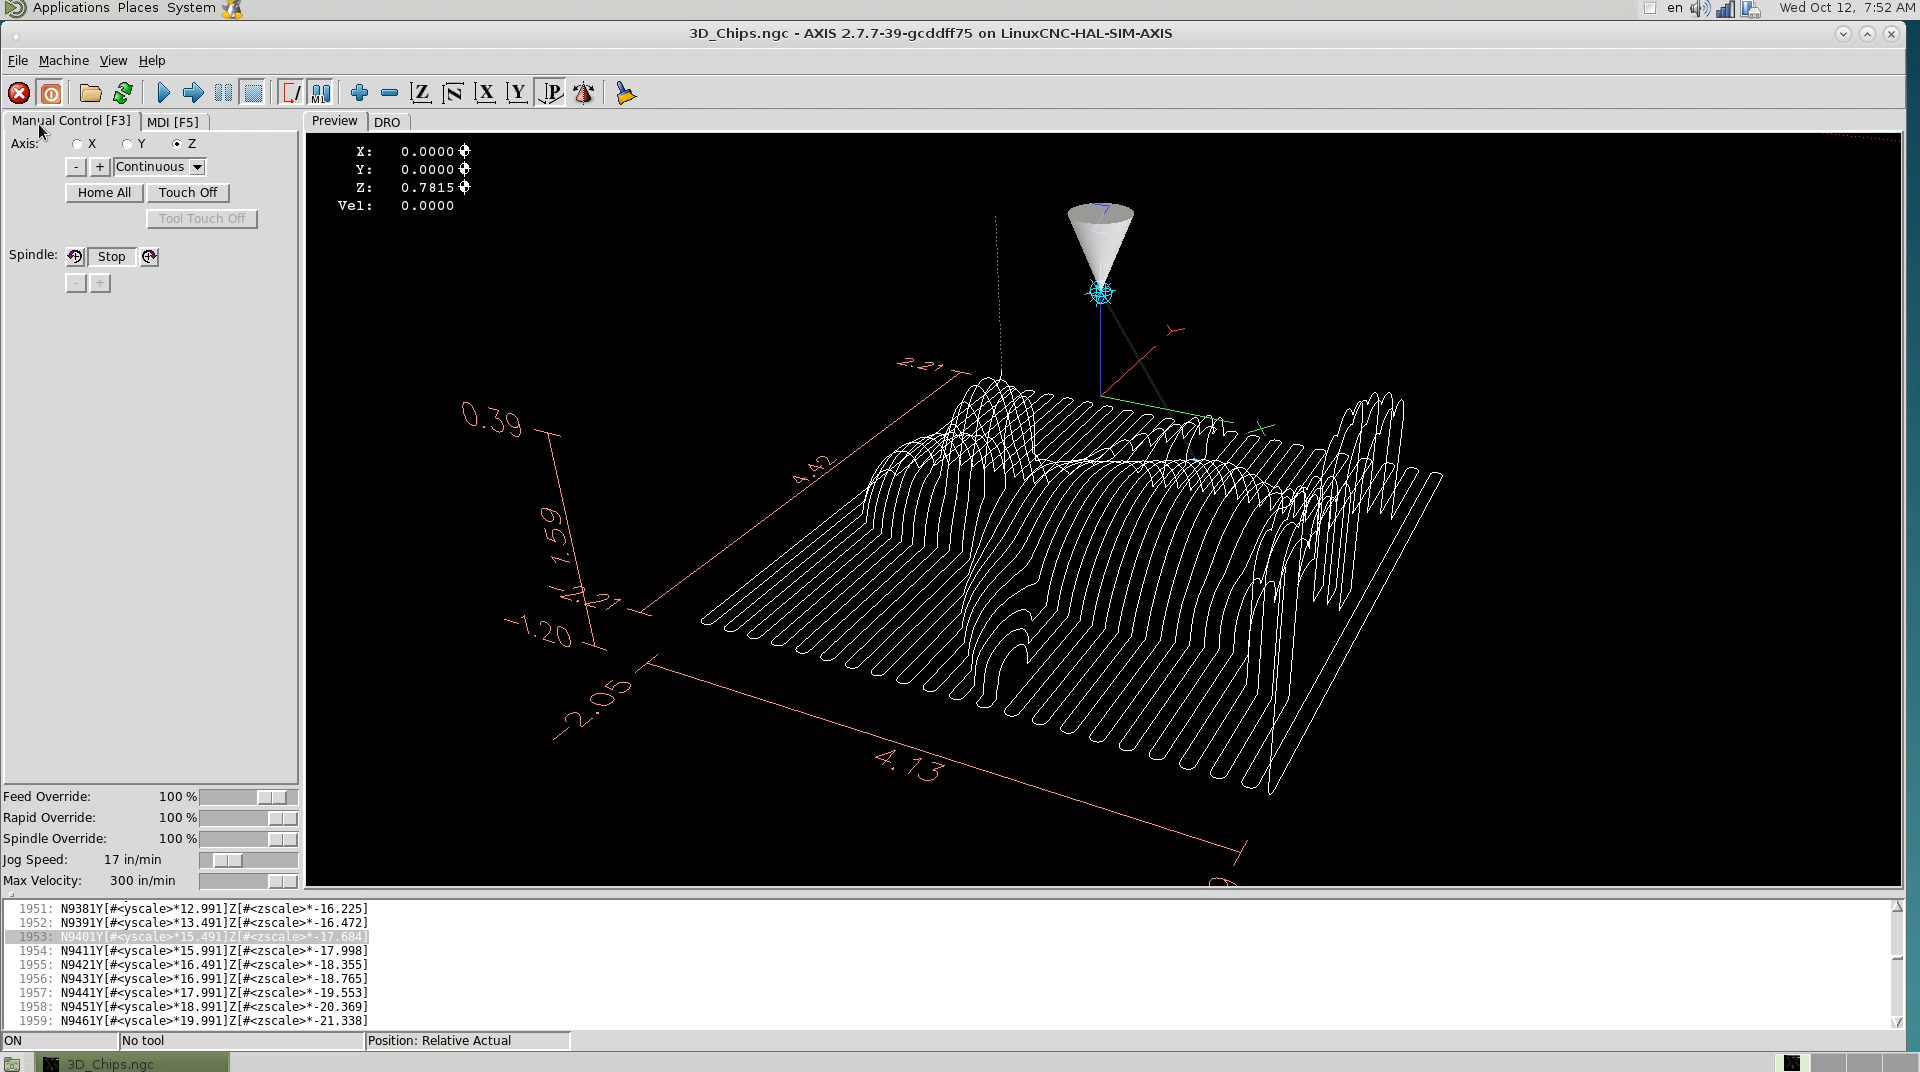 Applications Places System en Wed Oct 12, 7:52 AM
3D_Chips.ngc - AXIS 2.7.7-39-gcddff75 on LinuxCNC-HAL-SIM-AXIS
File Machine View Help
M1 Z N X Y P
Manual Control [F3] MDI [F5] Preview DRO
Axis: X Y Z
- + Continuous
Home All Touch Off
Tool Touch Off
Spindle: Stop
- +
X: 0.0000
Y: 0.0000
Z: 0.7815
Vel: 0.0000
Z
Y
X
2.21
0.39
4.42
1.59
-2.21
-1.20
-2.05
4.13
Feed Override: 100 %
Rapid Override: 100 %
Spindle Override: 100 %
Jog Speed: 17 in/min
Max Velocity: 300 in/min
1951: N9381Y[#<yscale>*12.991]Z[#<zscale>*-16.225]
1952: N9391Y[#<yscale>*13.491]Z[#<zscale>*-16.472]
1953: N9401Y[#<yscale>*15.491]Z[#<zscale>*-17.684]
1954: N9411Y[#<yscale>*15.991]Z[#<zscale>*-17.998]
1955: N9421Y[#<yscale>*16.491]Z[#<zscale>*-18.355]
1956: N9431Y[#<yscale>*16.991]Z[#<zscale>*-18.765]
1957: N9441Y[#<yscale>*17.991]Z[#<zscale>*-19.553]
1958: N9451Y[#<yscale>*18.991]Z[#<zscale>*-20.369]
1959: N9461Y[#<yscale>*19.991]Z[#<zscale>*-21.338]
ON No tool Position: Relative Actual
3D_Chips.ngc